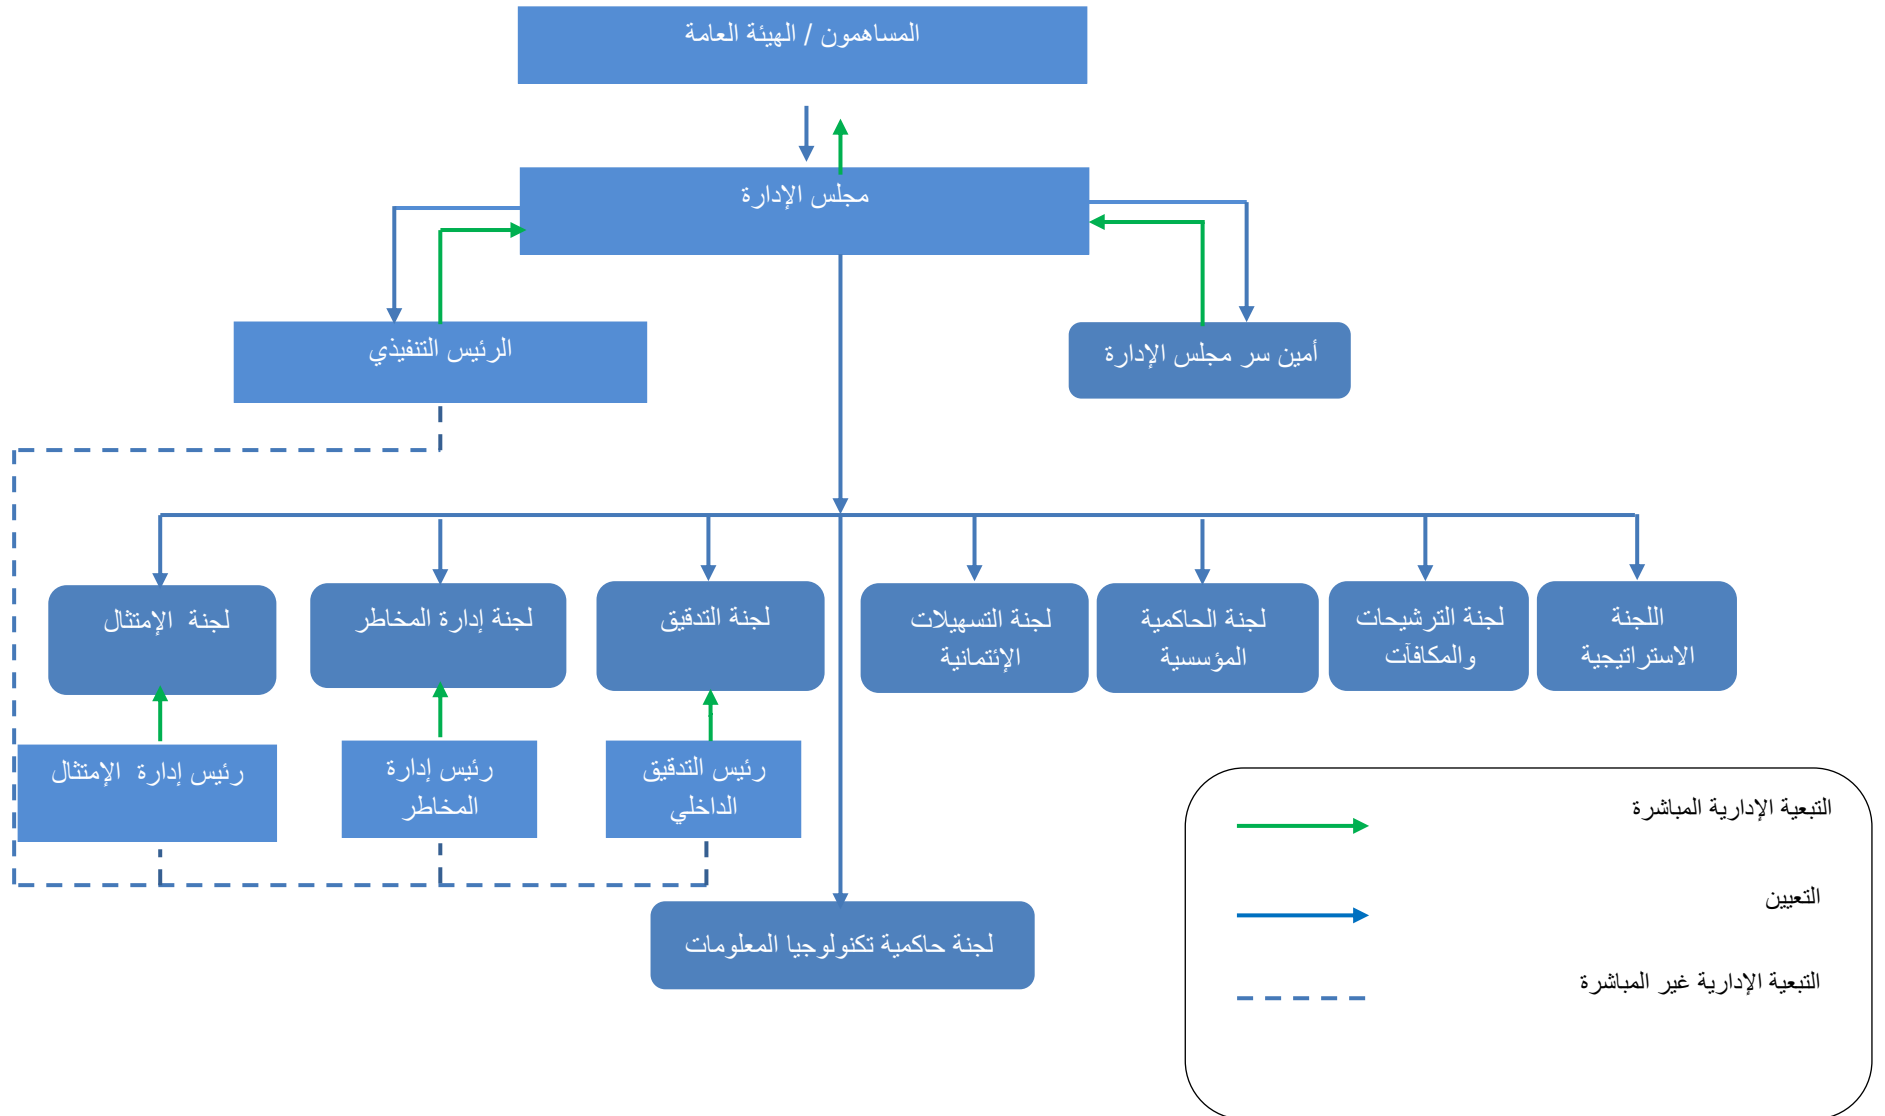 المساهمون / الهيئة العامة
مجلس الإدارة
أمين سر مجلس الإدارة
الرئيس التنفيذي
اللجنة
الاستراتيجية
لجنة الترشيحات
والمكافآت
لجنة الحاكمية
المؤسسية
لجنة التسهيلات
الإئتمانية
لجنة التدقيق
لجنة إدارة المخاطر
لجنة الإمتثال
رئيس التدقيق
الداخلي
رئيس إدارة
المخاطر
رئيس إدارة الإمتثال
لجنة حاكمية تكنولوجيا المعلومات
التبعية الإدارية المباشرة
التعيين
التبعية الإدارية غير المباشرة